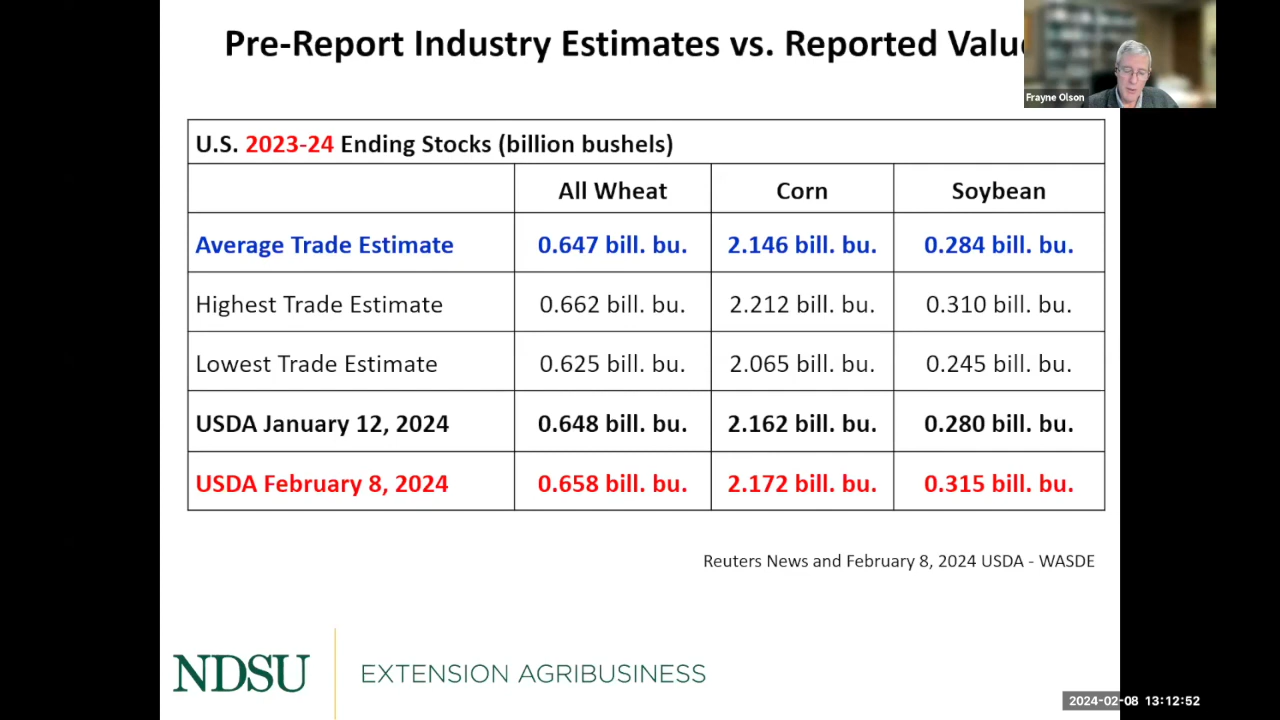 Pre-Report Industry Estimates vs. Reported
Frayne Olson
U.S. 2023-24 Ending Stocks (billion bushels)
All Wheat Corn Soybean
Average Trade Estimate 0.647 bill. bu. 2.146 bill. bu. 0.284 bill. bu.
Highest Trade Estimate 0.662 bill. bu. 2.212 bill. bu. 0.310 bill. bu.
Lowest Trade Estimate 0.625 bill. bu. 2.065 bill. bu. 0.245 bill. bu.
USDA January 12, 2024 0.648 bill. bu. 2.162 bill. bu. 0.280 bill. bu.
USDA February 8, 2024 0.658 bill. bu. 2.172 bill. bu. 0.315 bill. bu.
Reuters News and February 8, 2024 USDA - WASDE
NDSU EXTENSION AGRIBUSINESS
2024-02-08 13:12:52